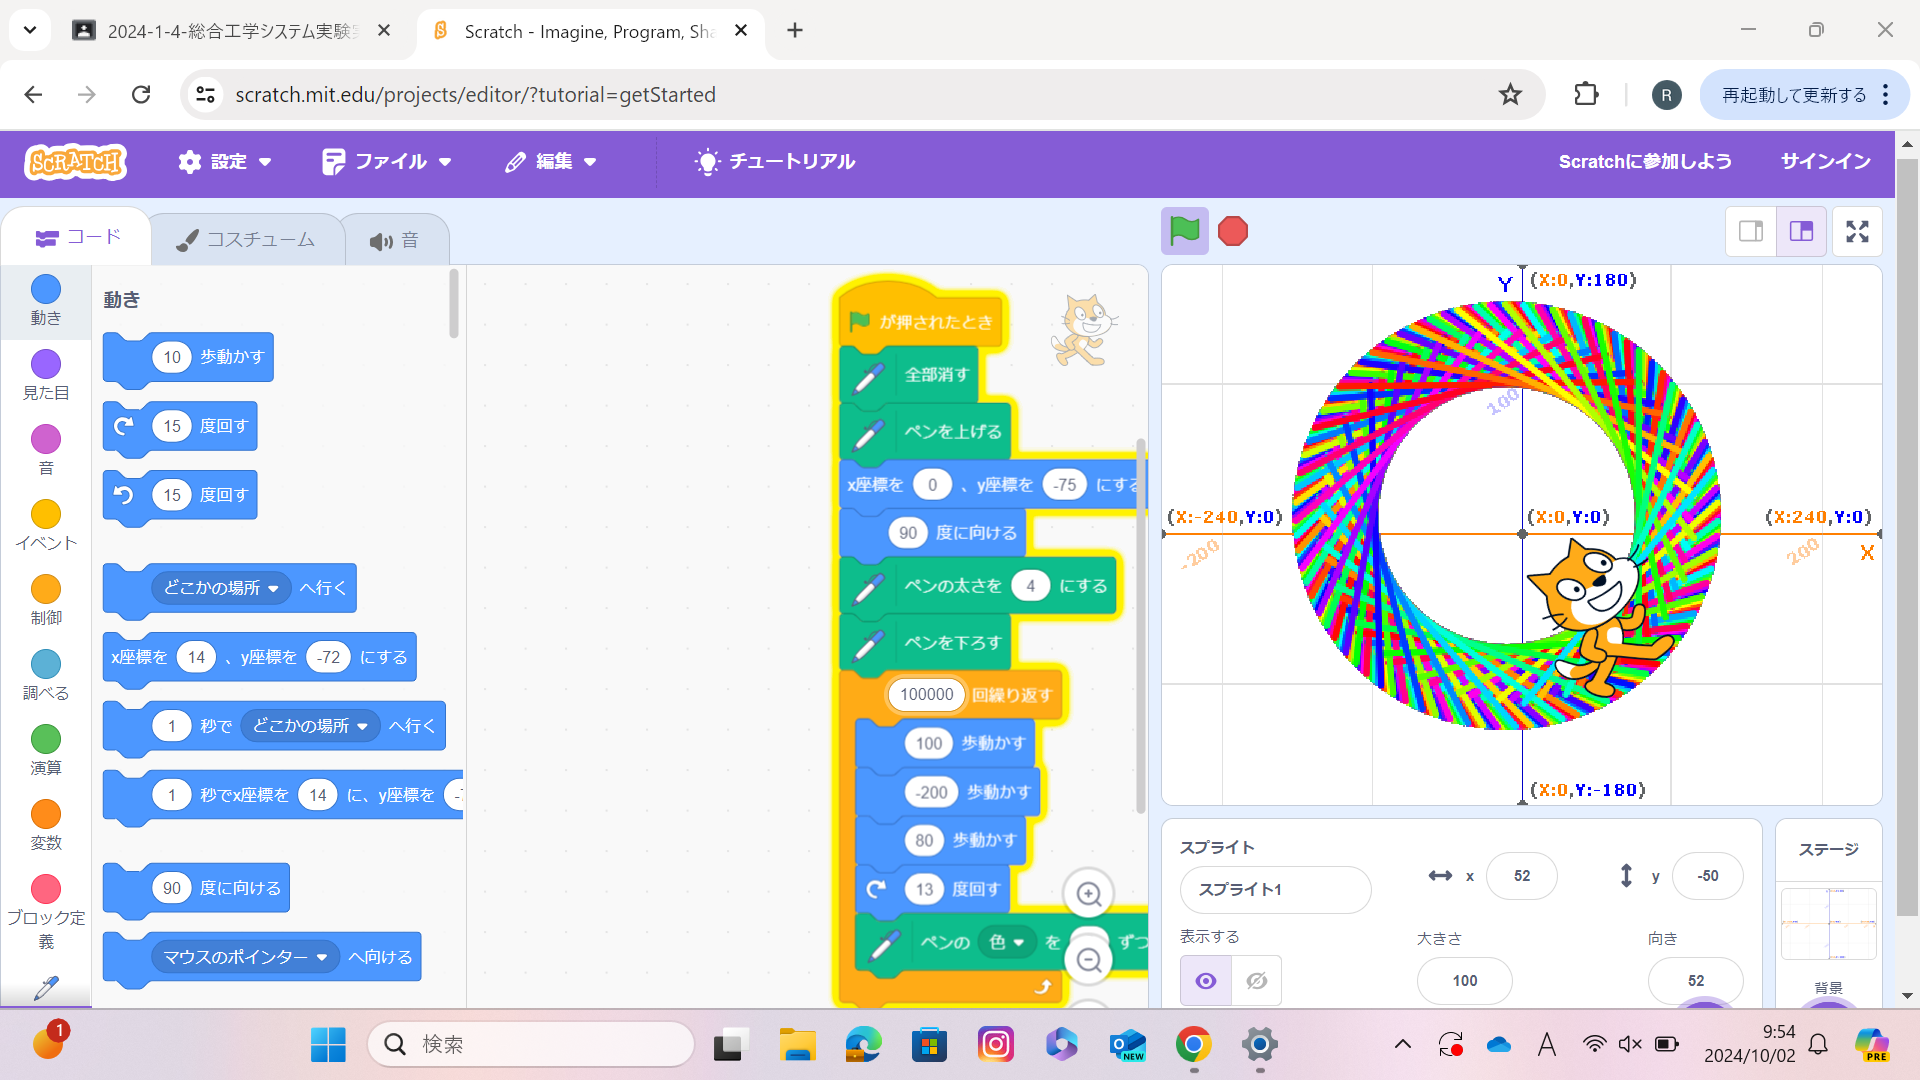 2024-1-4-総合工学システム実験
Scratch - Imagine, Program, Sha
scratch.mit.edu/projects/editor/?tutorial=getStarted
R
再起動して更新する
SCRATCH
設定
ファイル
編集
チュートリアル
Scratchに参加しよう
サインイン
コード
コスチューム
音
動き
見た目
音
イベント
制御
調べる
演算
変数
ブロック定義
動き
10 歩動かす
15 度回す
15 度回す
どこかの場所 へ行く
x座標を 14 、y座標を -72 にする
1 秒で どこかの場所 へ行く
1 秒でx座標を 14 に、y座標を
90 度に向ける
マウスのポインター へ向ける
が押されたとき
全部消す
ペンを上げる
x座標を 0 、y座標を -75 にする
90 度に向ける
ペンの太さを 4 にする
ペンを下ろす
100000 回繰り返す
100 歩動かす
-200 歩動かす
80 歩動かす
13 度回す
ペンの 色 を ずつ
Y (X:0,Y:180)
100
(X:-240,Y:0)
(X:0,Y:0)
(X:240,Y:0)
-200
200
X
(X:0,Y:-180)
スプライト
スプライト1
x 52
y -50
表示する
大きさ 100
向き 52
ステージ
背景
1
検索
NEW
A
9:54
2024/10/02
PRE